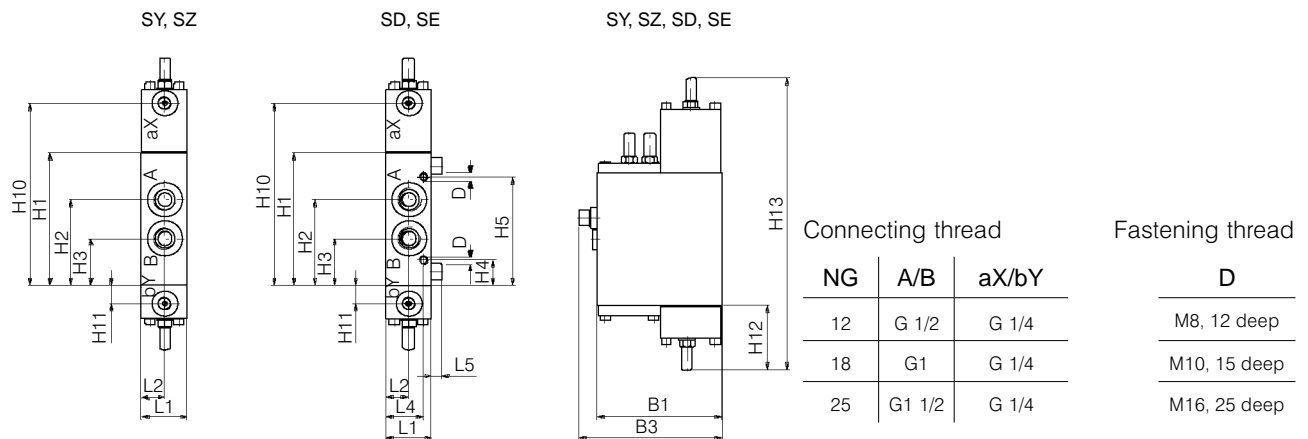 SY, SZ
SD, SE
SY, SZ, SD, SE
H10
H1
H2
H3
H11
aX
A
B
bY
L2
L1
H10
H1
H2
H3
H11
aX
A
B
bY
D
D
H4
H5
L5
L2
L4
L1
H13
H12
B1
B3
Connecting thread
NG A/B aX/bY
12 G 1/2 G 1/4
18 G1 G 1/4
25 G1 1/2 G 1/4
Fastening thread
D
M8, 12 deep
M10, 15 deep
M16, 25 deep